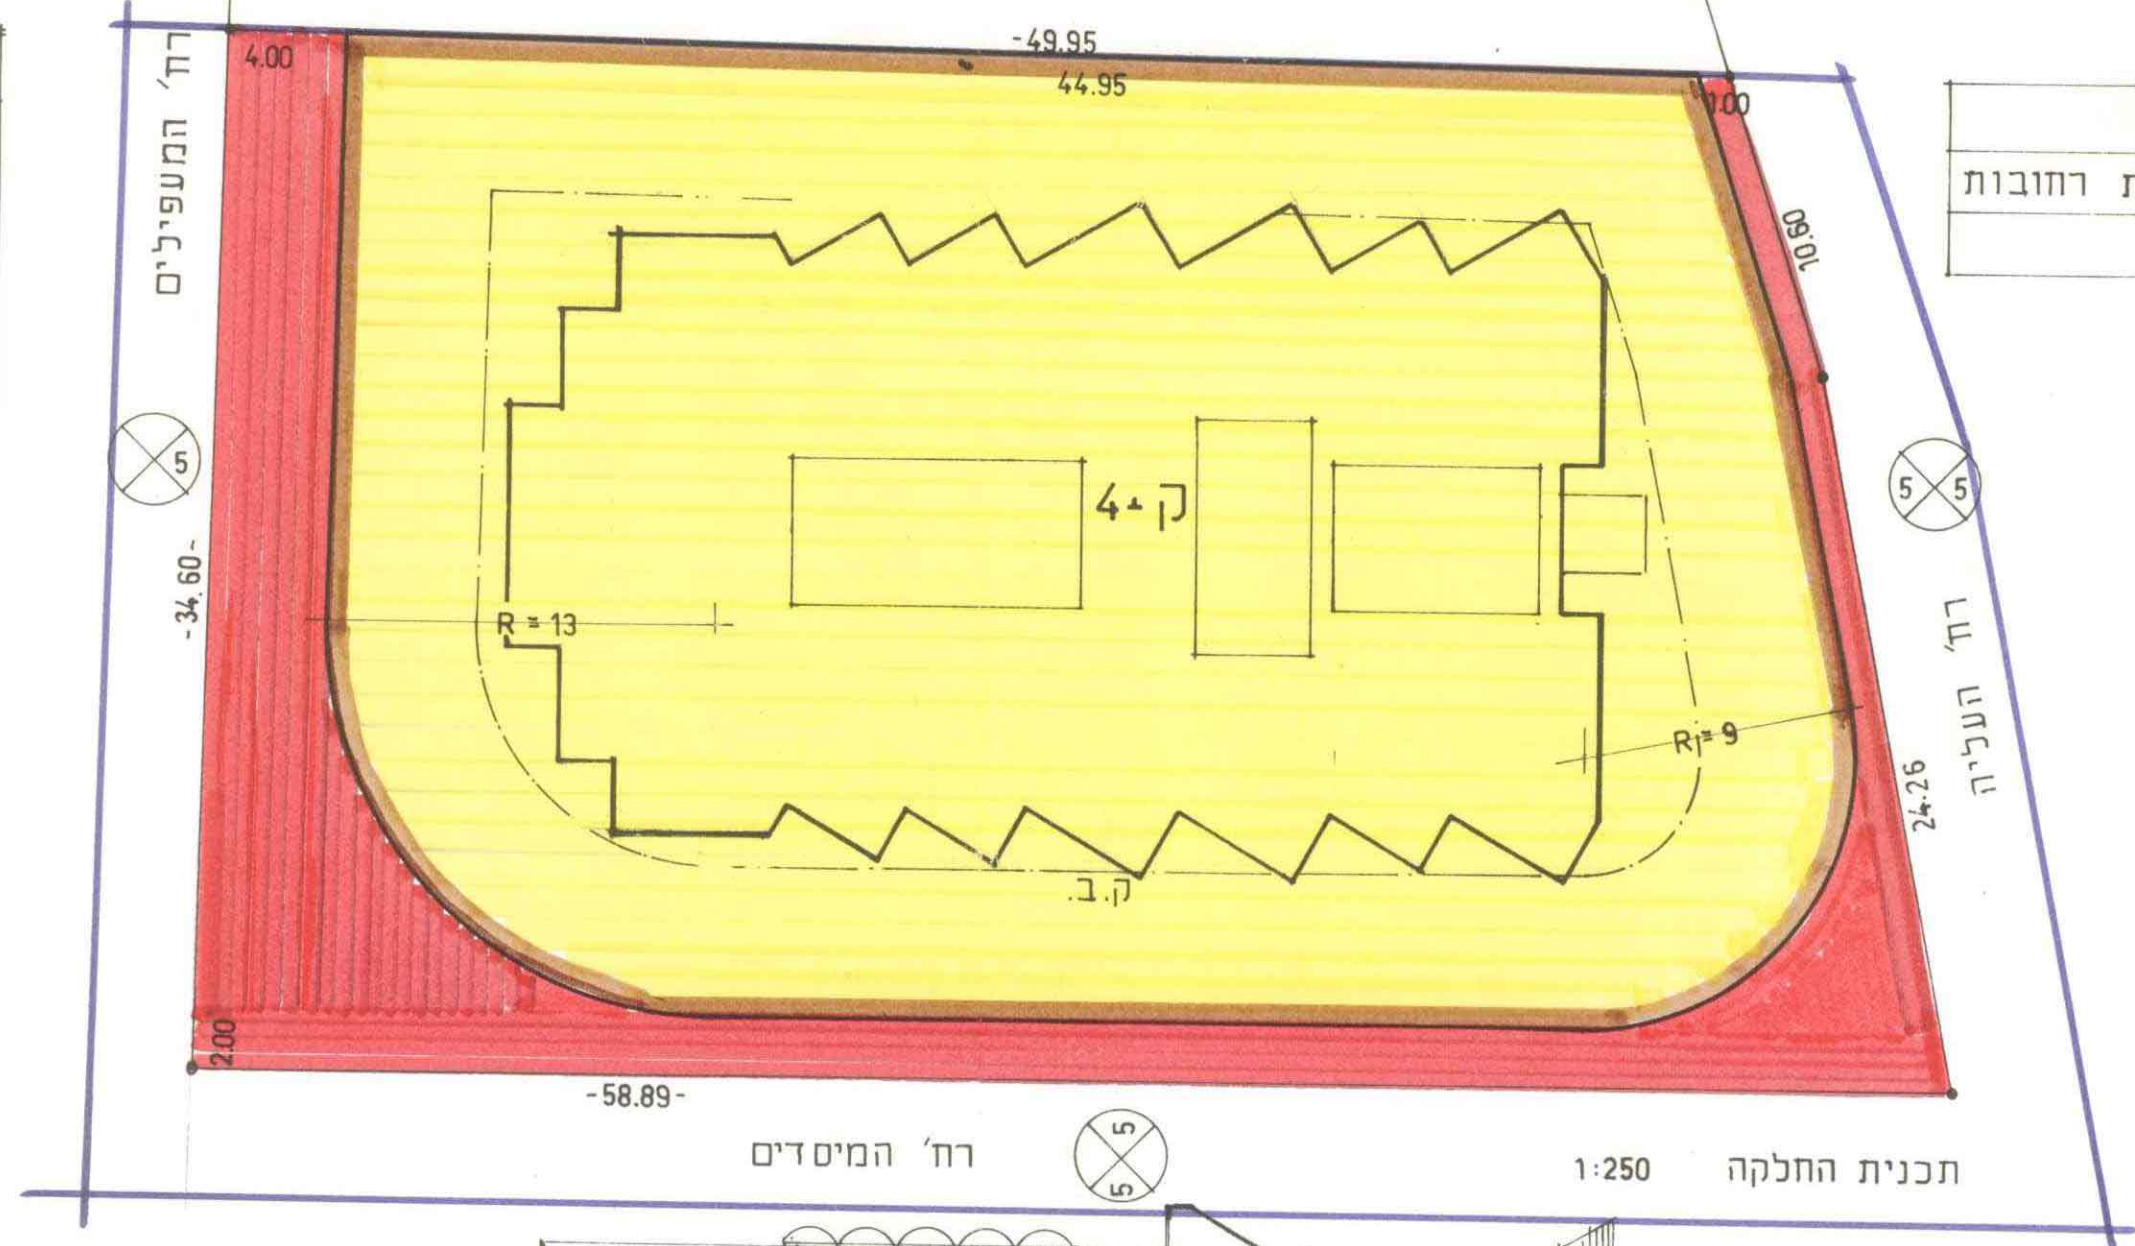 -49.95
4.00
44.95
1.00
רח' המעפילים
ת רחובות
10.60
5
ק +4
5 5
-34.60-
R=13
R=9
רח' העליה
24.26
ק.ב.
2.00
-58.89-
5
רח' המיסדים
5
תכנית החלקה 1:250